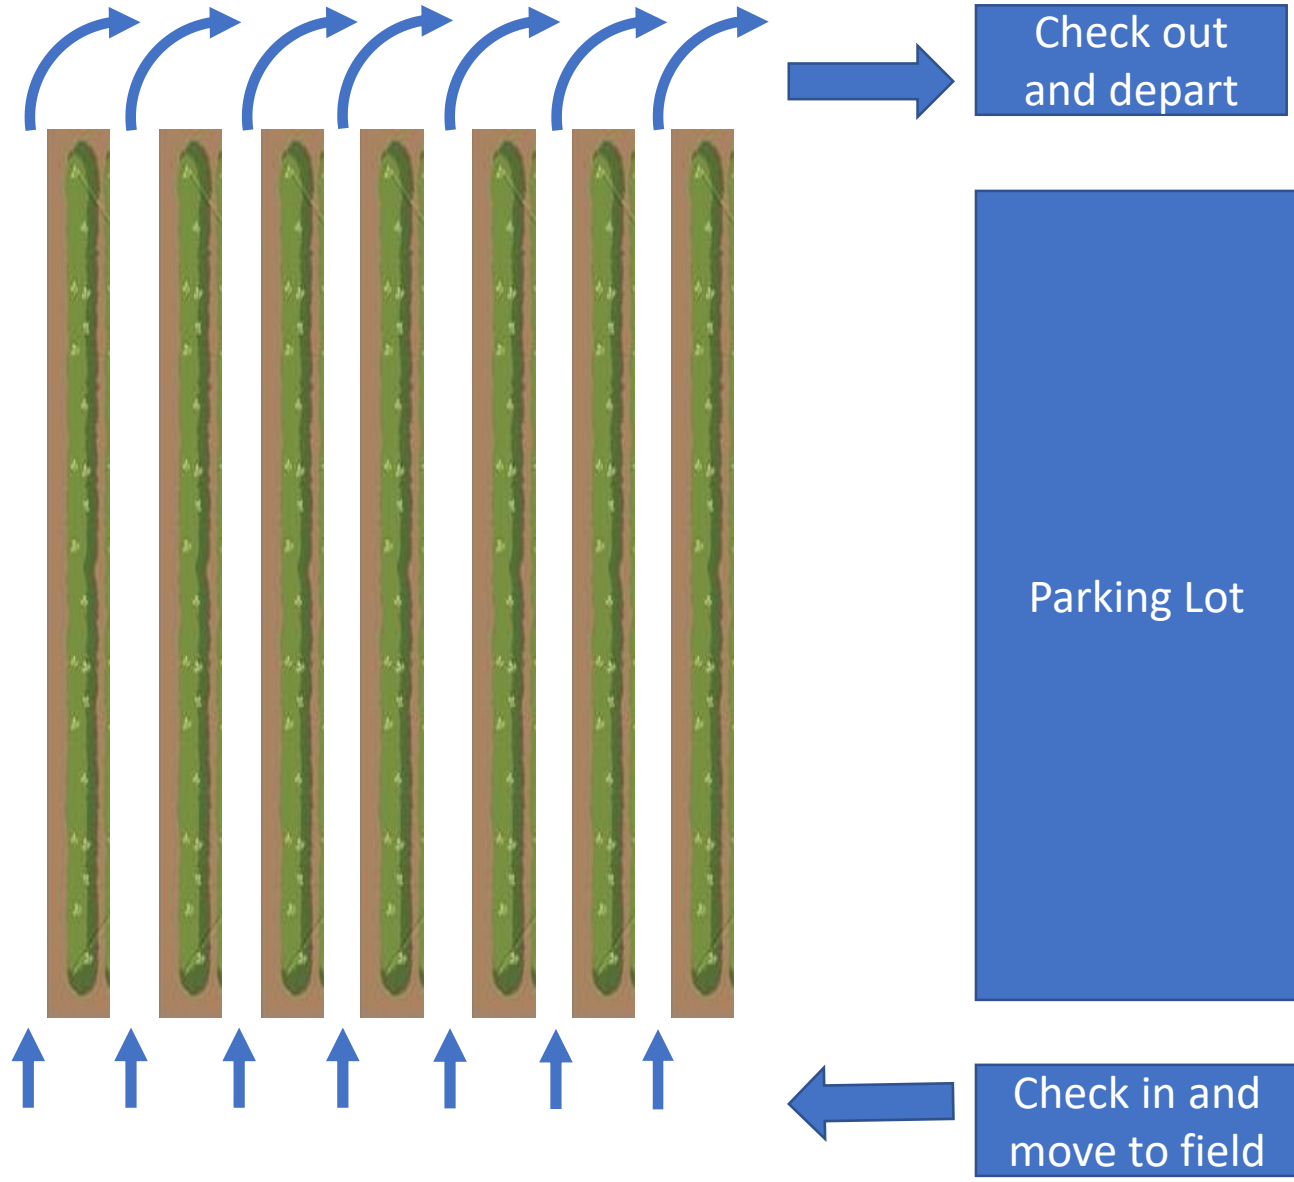 Check out
and depart
Parking Lot
Check in and
move to field